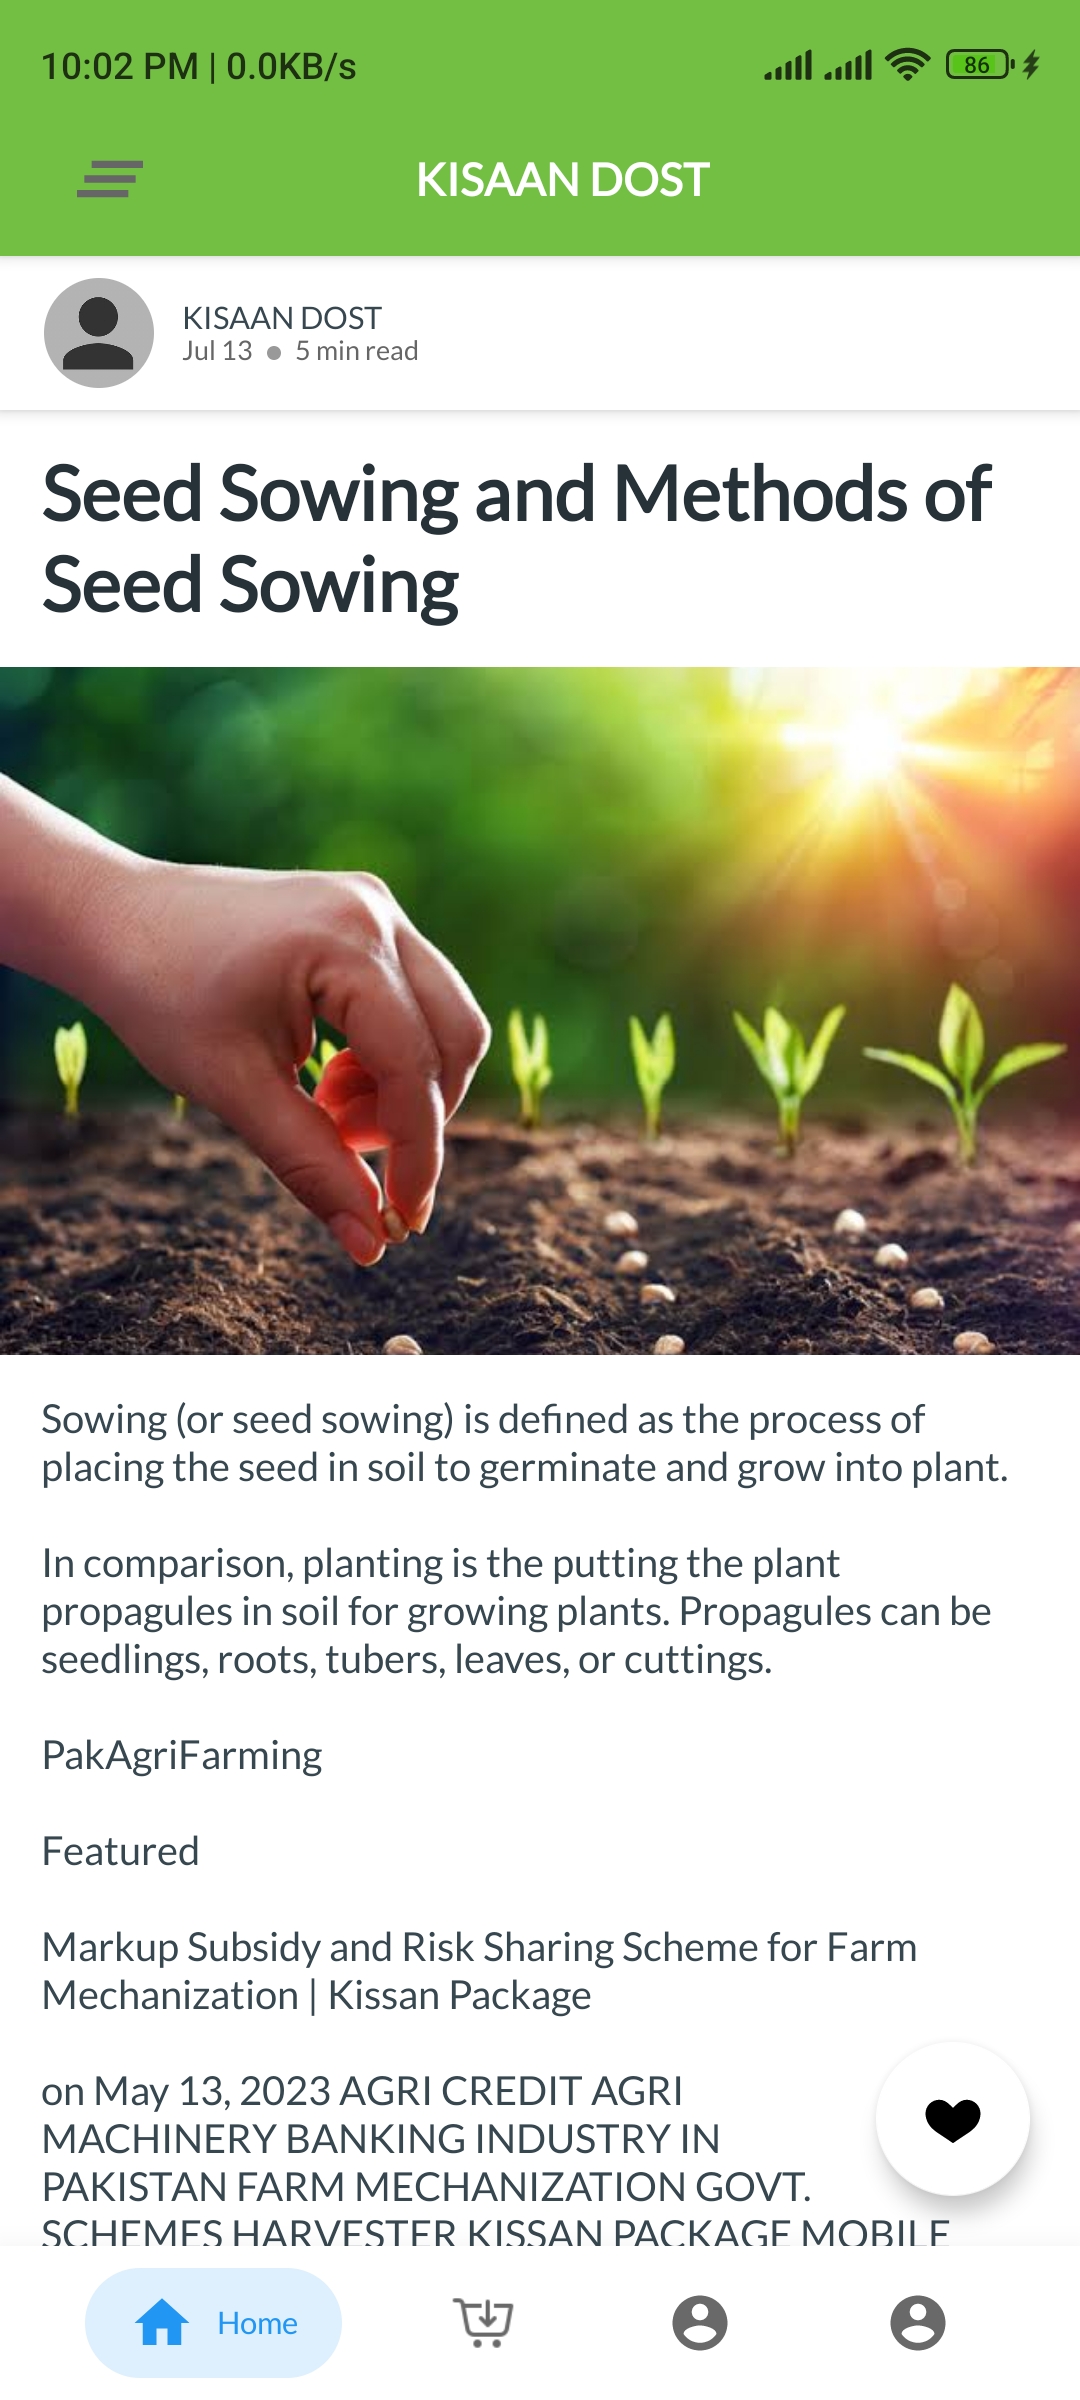 10:02 PM | 0.0KB/s
86
KISAAN DOST
KISAAN DOST
Jul 13 ● 5 min read
Seed Sowing and Methods of
Seed Sowing
Sowing (or seed sowing) is defined as the process of
placing the seed in soil to germinate and grow into plant.
In comparison, planting is the putting the plant
propagules in soil for growing plants. Propagules can be
seedlings, roots, tubers, leaves, or cuttings.
PakAgriFarming
Featured
Markup Subsidy and Risk Sharing Scheme for Farm
Mechanization | Kissan Package
on May 13, 2023 AGRI CREDIT AGRI
MACHINERY BANKING INDUSTRY IN
PAKISTAN FARM MECHANIZATION GOVT.
SCHEMES HARVESTER KISSAN PACKAGE MOBILE
Home